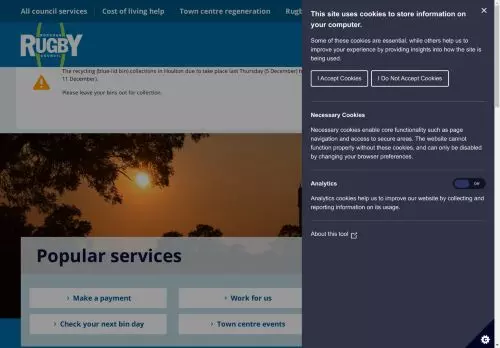 All council services
Cost of living help
Town centre regeneration
BOROUGH
RUGBY
COUNCIL
The recycling (blue-lid bin) collections in Houlton due to take place last Thursday (5 December)
11 December).
Please leave your bins out for collection.
Popular services
Make a payment
Work for us
Check your next bin day
Town centre events
This site uses cookies to store information on
your computer.
Some of these cookies are essential, while others help us to
improve your experience by providing insights into how the site is
being used.
I Accept Cookies
I Do Not Accept Cookies
Necessary Cookies
Necessary cookies enable core functionality such as page
navigation and access to secure areas. The website cannot
function properly without these cookies, and can only be disabled
by changing your browser preferences.
Analytics
Off
Analytics cookies help us to improve our website by collecting and
reporting information on its usage.
About this tool